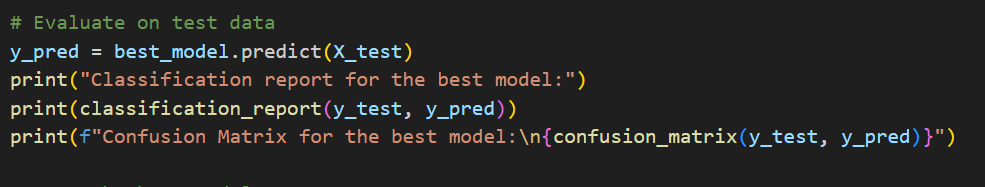 # Evaluate on test data
y_pred = best_model.predict(X_test)
print("Classification report for the best model:")
print(classification_report(y_test, y_pred))
print(f"Confusion Matrix for the best model:\n{confusion_matrix(y_test, y_pred)}")